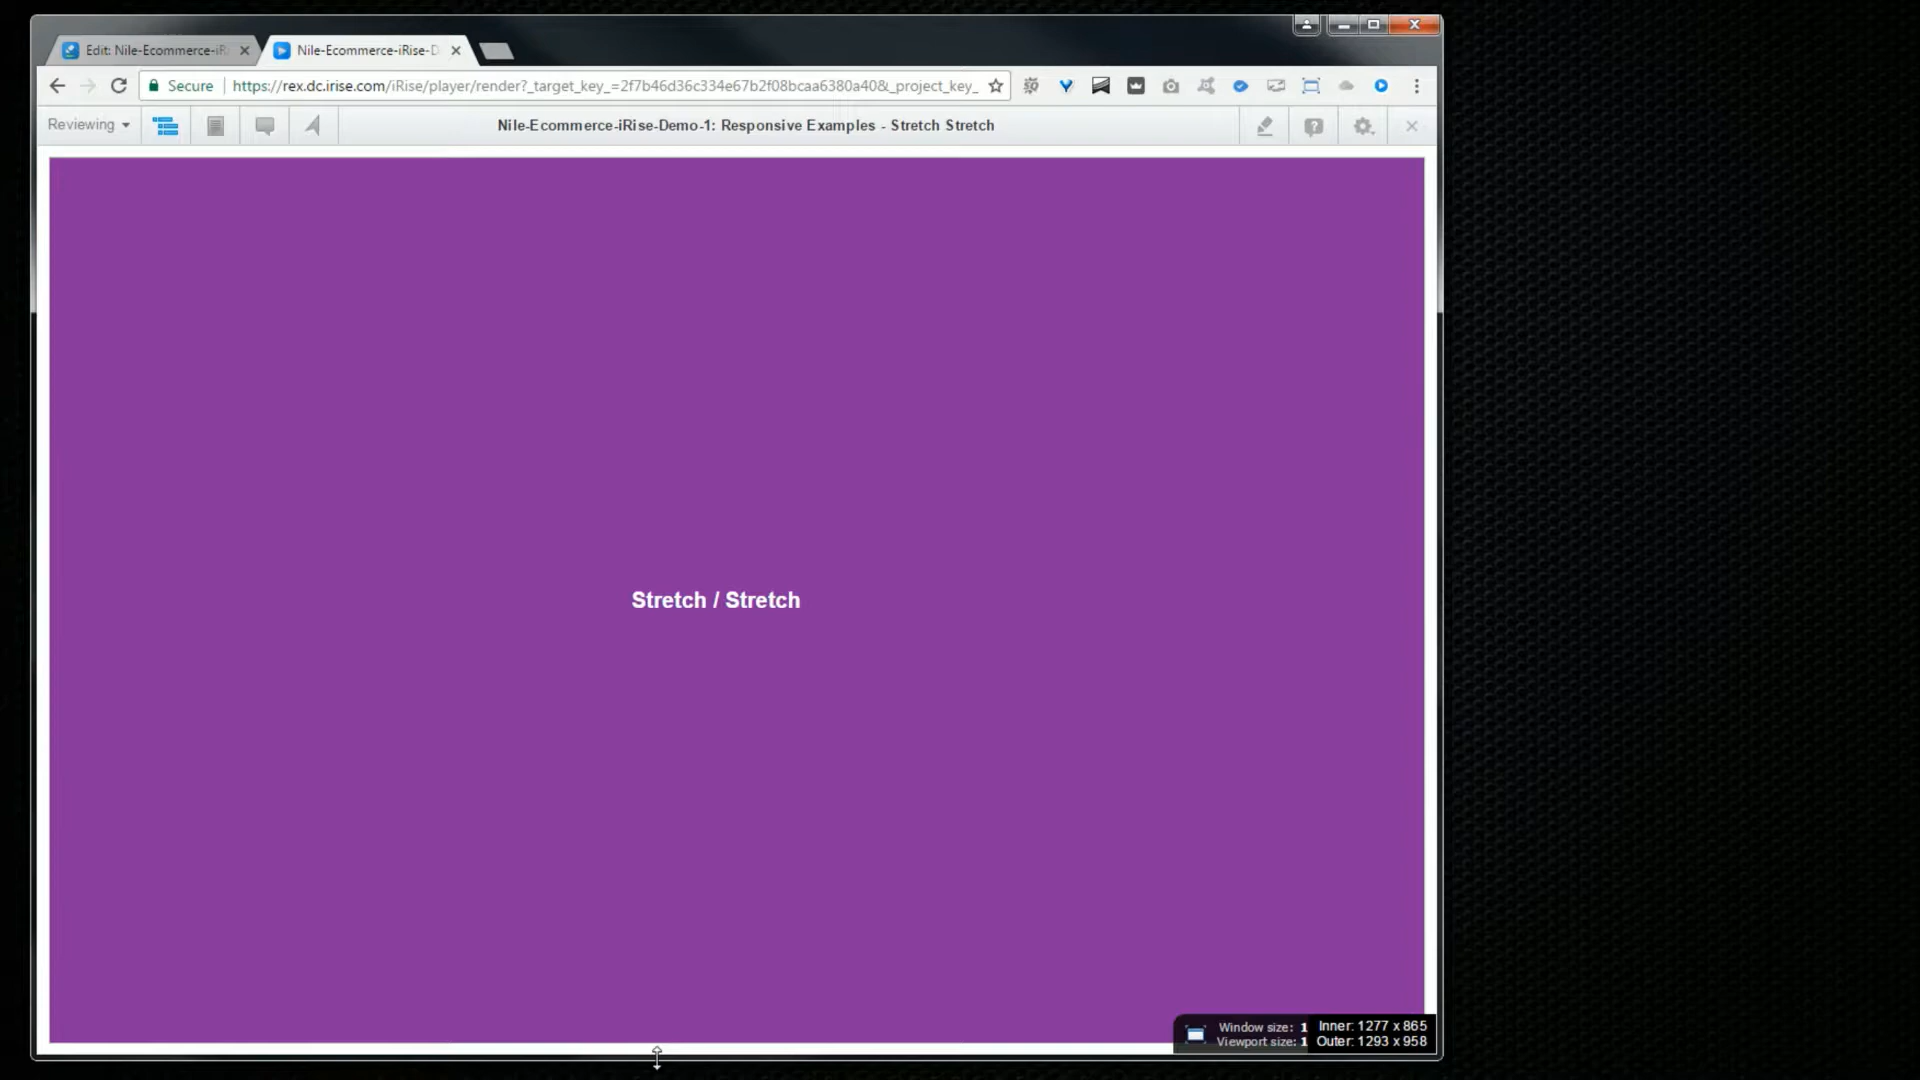 Edit: Nile-Ecommerce-iR
Nile-Ecommerce-iRise-D
Secure
https://rex.dc.irise.com/iRise/player/render?_target_key_=2f7b46d36c334e67b2f08bcaa6380a40&_project_key_
Reviewing
Nile-Ecommerce-iRise-Demo-1: Responsive Examples - Stretch Stretch
Stretch / Stretch
Window size: 1
Inner: 1277 x 865
Viewport size: 1
Outer: 1293 x 958